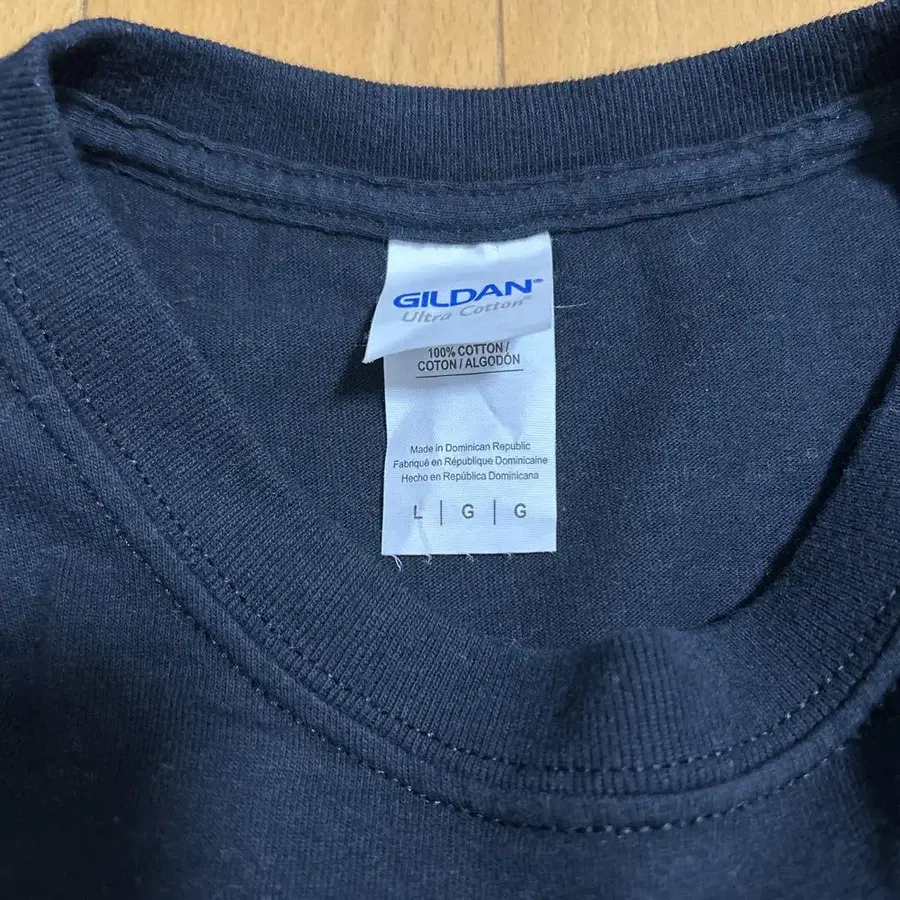 GILDAN®
Ultra Cotton®
100% COTTON /
COTON / ALGODÓN
Made in Dominican Republic
Fabriqué en République Dominicaine
Hecho en República Dominicana
L | G | G